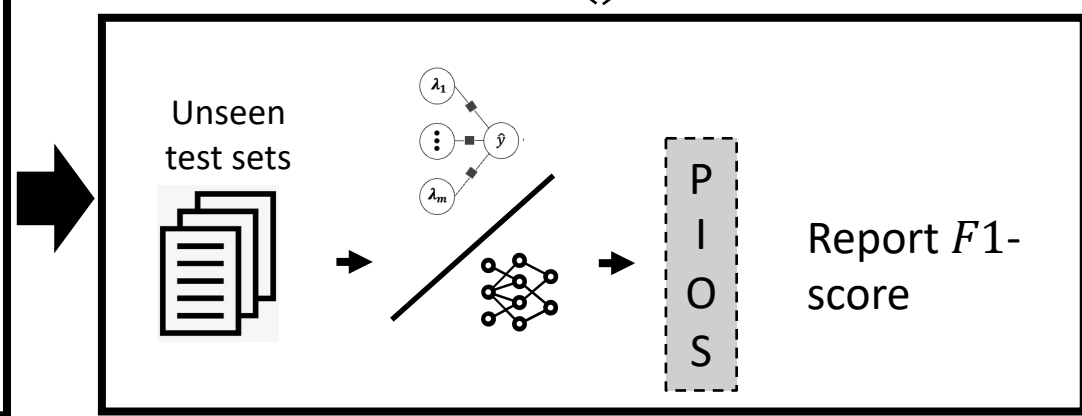 Unseen
test sets
λ₁
⋮
ŷ
λₘ
P
I
O
S
Report F1-
score